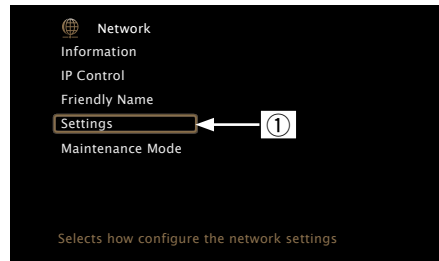 Network
Information
IP Control
Friendly Name
Settings
①
Maintenance Mode
Selects how configure the network settings